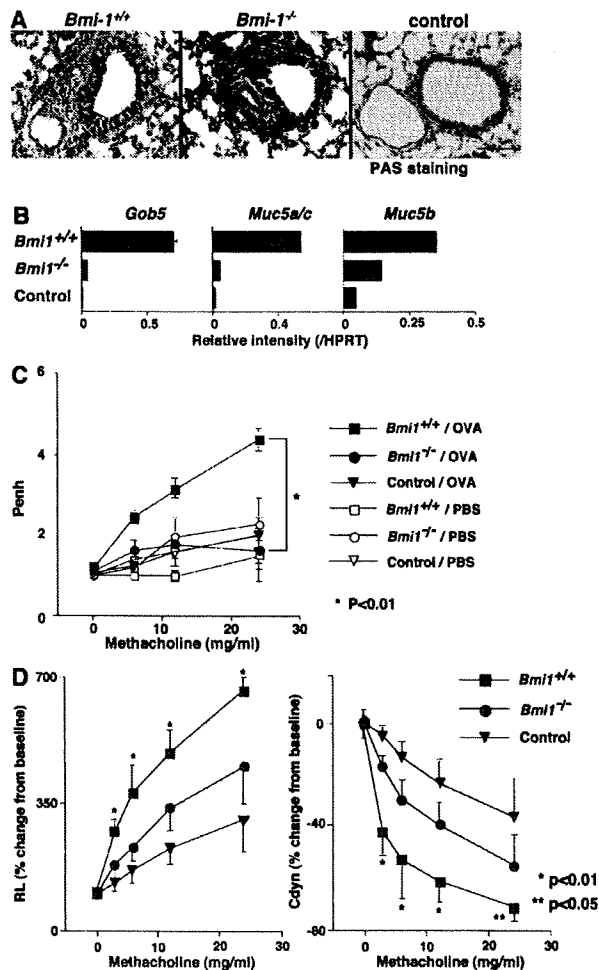 A
Bmi-1+/+ Bmi-1-/- control
PAS staining
B
Gob5 Muc5a/c Muc5b
Bmi1+/+
Bmi1-/-
Control
0 0.5 0 0.4 0 0.25 0.5
Relative intensity (/HPRT)
C
6
4
2
0
Penh
0 10 20 30
Methacholine (mg/ml)
*
Bmi1+/+ / OVA
Bmi1-/- / OVA
Control / OVA
Bmi1+/+ / PBS
Bmi1-/- / PBS
Control / PBS
* P<0.01
D
700
350
0
RL (% change from baseline)
* * * * *
0 10 20 30
Methacholine (mg/ml)
0
-40
-80
Cdyn (% change from baseline)
* * * **
0 10 20 30
Methacholine (mg/ml)
Bmi1+/+
Bmi1-/-
Control
* p<0.01
** p<0.05